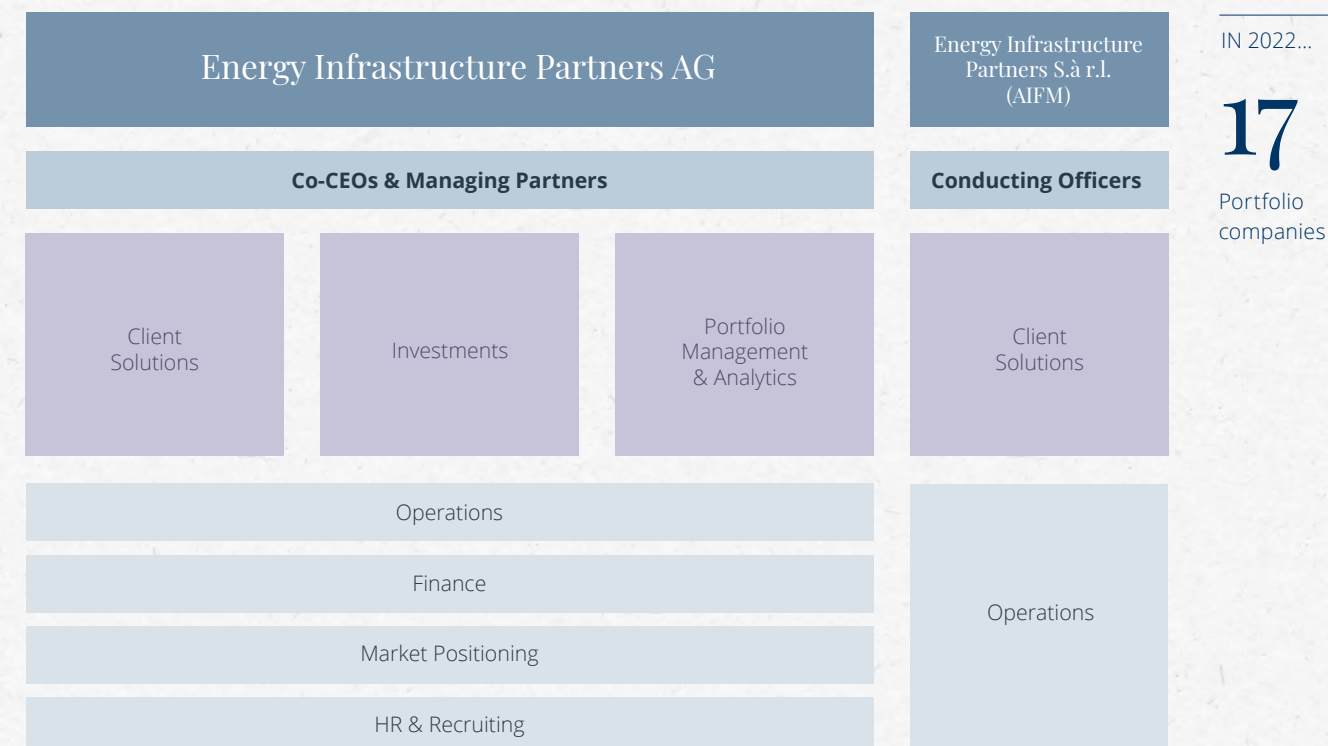 Energy Infrastructure Partners AG
Energy Infrastructure
Partners S.à r.l.
(AIFM)
IN 2022...
17
Portfolio
companies
Co-CEOs & Managing Partners
Conducting Officers
Client
Solutions
Investments
Portfolio
Management
& Analytics
Client
Solutions
Operations
Finance
Market Positioning
HR & Recruiting
Operations